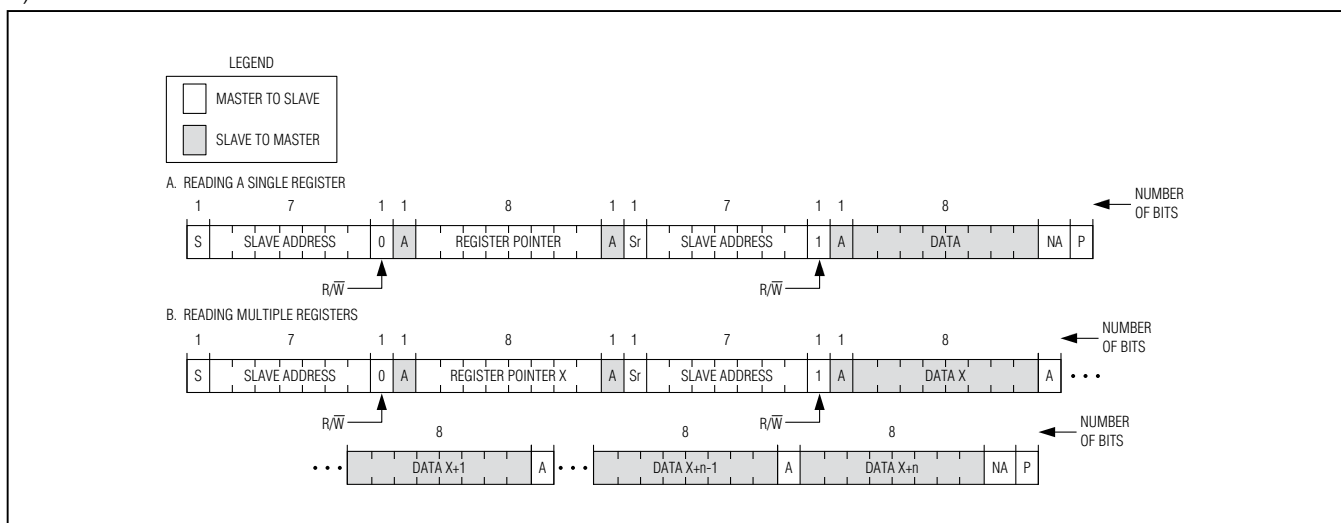 )
LEGEND
MASTER TO SLAVE
SLAVE TO MASTER
A. READING A SINGLE REGISTER
1 7 1 1 8 1 1 7 1 1 8 NUMBER
OF BITS
S SLAVE ADDRESS 0 A REGISTER POINTER A Sr SLAVE ADDRESS 1 A DATA NA P
R/W̅ R/W̅
B. READING MULTIPLE REGISTERS
1 7 1 1 8 1 1 7 1 1 8 NUMBER
OF BITS
S SLAVE ADDRESS 0 A REGISTER POINTER X A Sr SLAVE ADDRESS 1 A DATA X A •••
R/W̅ R/W̅
8 8 8 NUMBER
OF BITS
••• DATA X+1 A ••• DATA X+n-1 A DATA X+n NA P